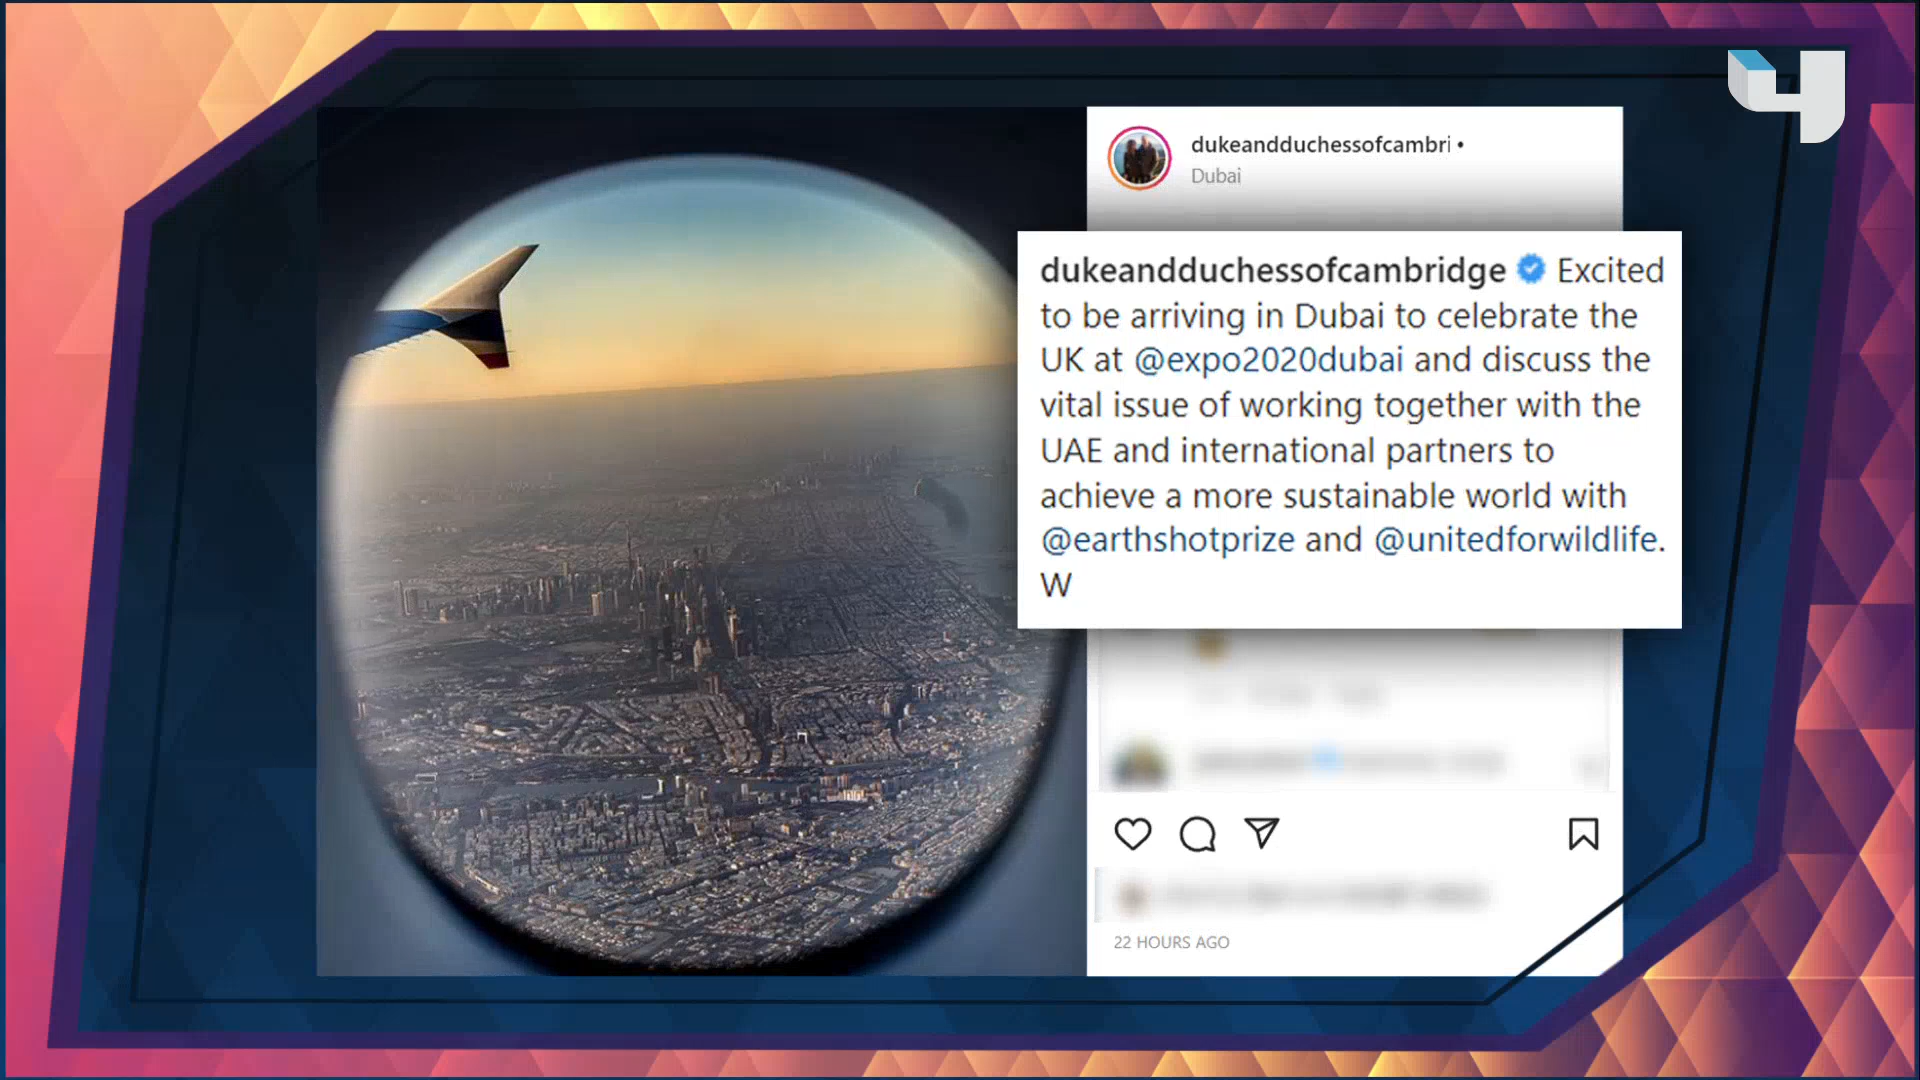 dukeandduchessofcambri •
Dubai
dukeandduchessofcambridge Excited
to be arriving in Dubai to celebrate the
UK at @expo2020dubai and discuss the
vital issue of working together with the
UAE and international partners to
achieve a more sustainable world with
@earthshotprize and @unitedforwildlife.
W
22 HOURS AGO